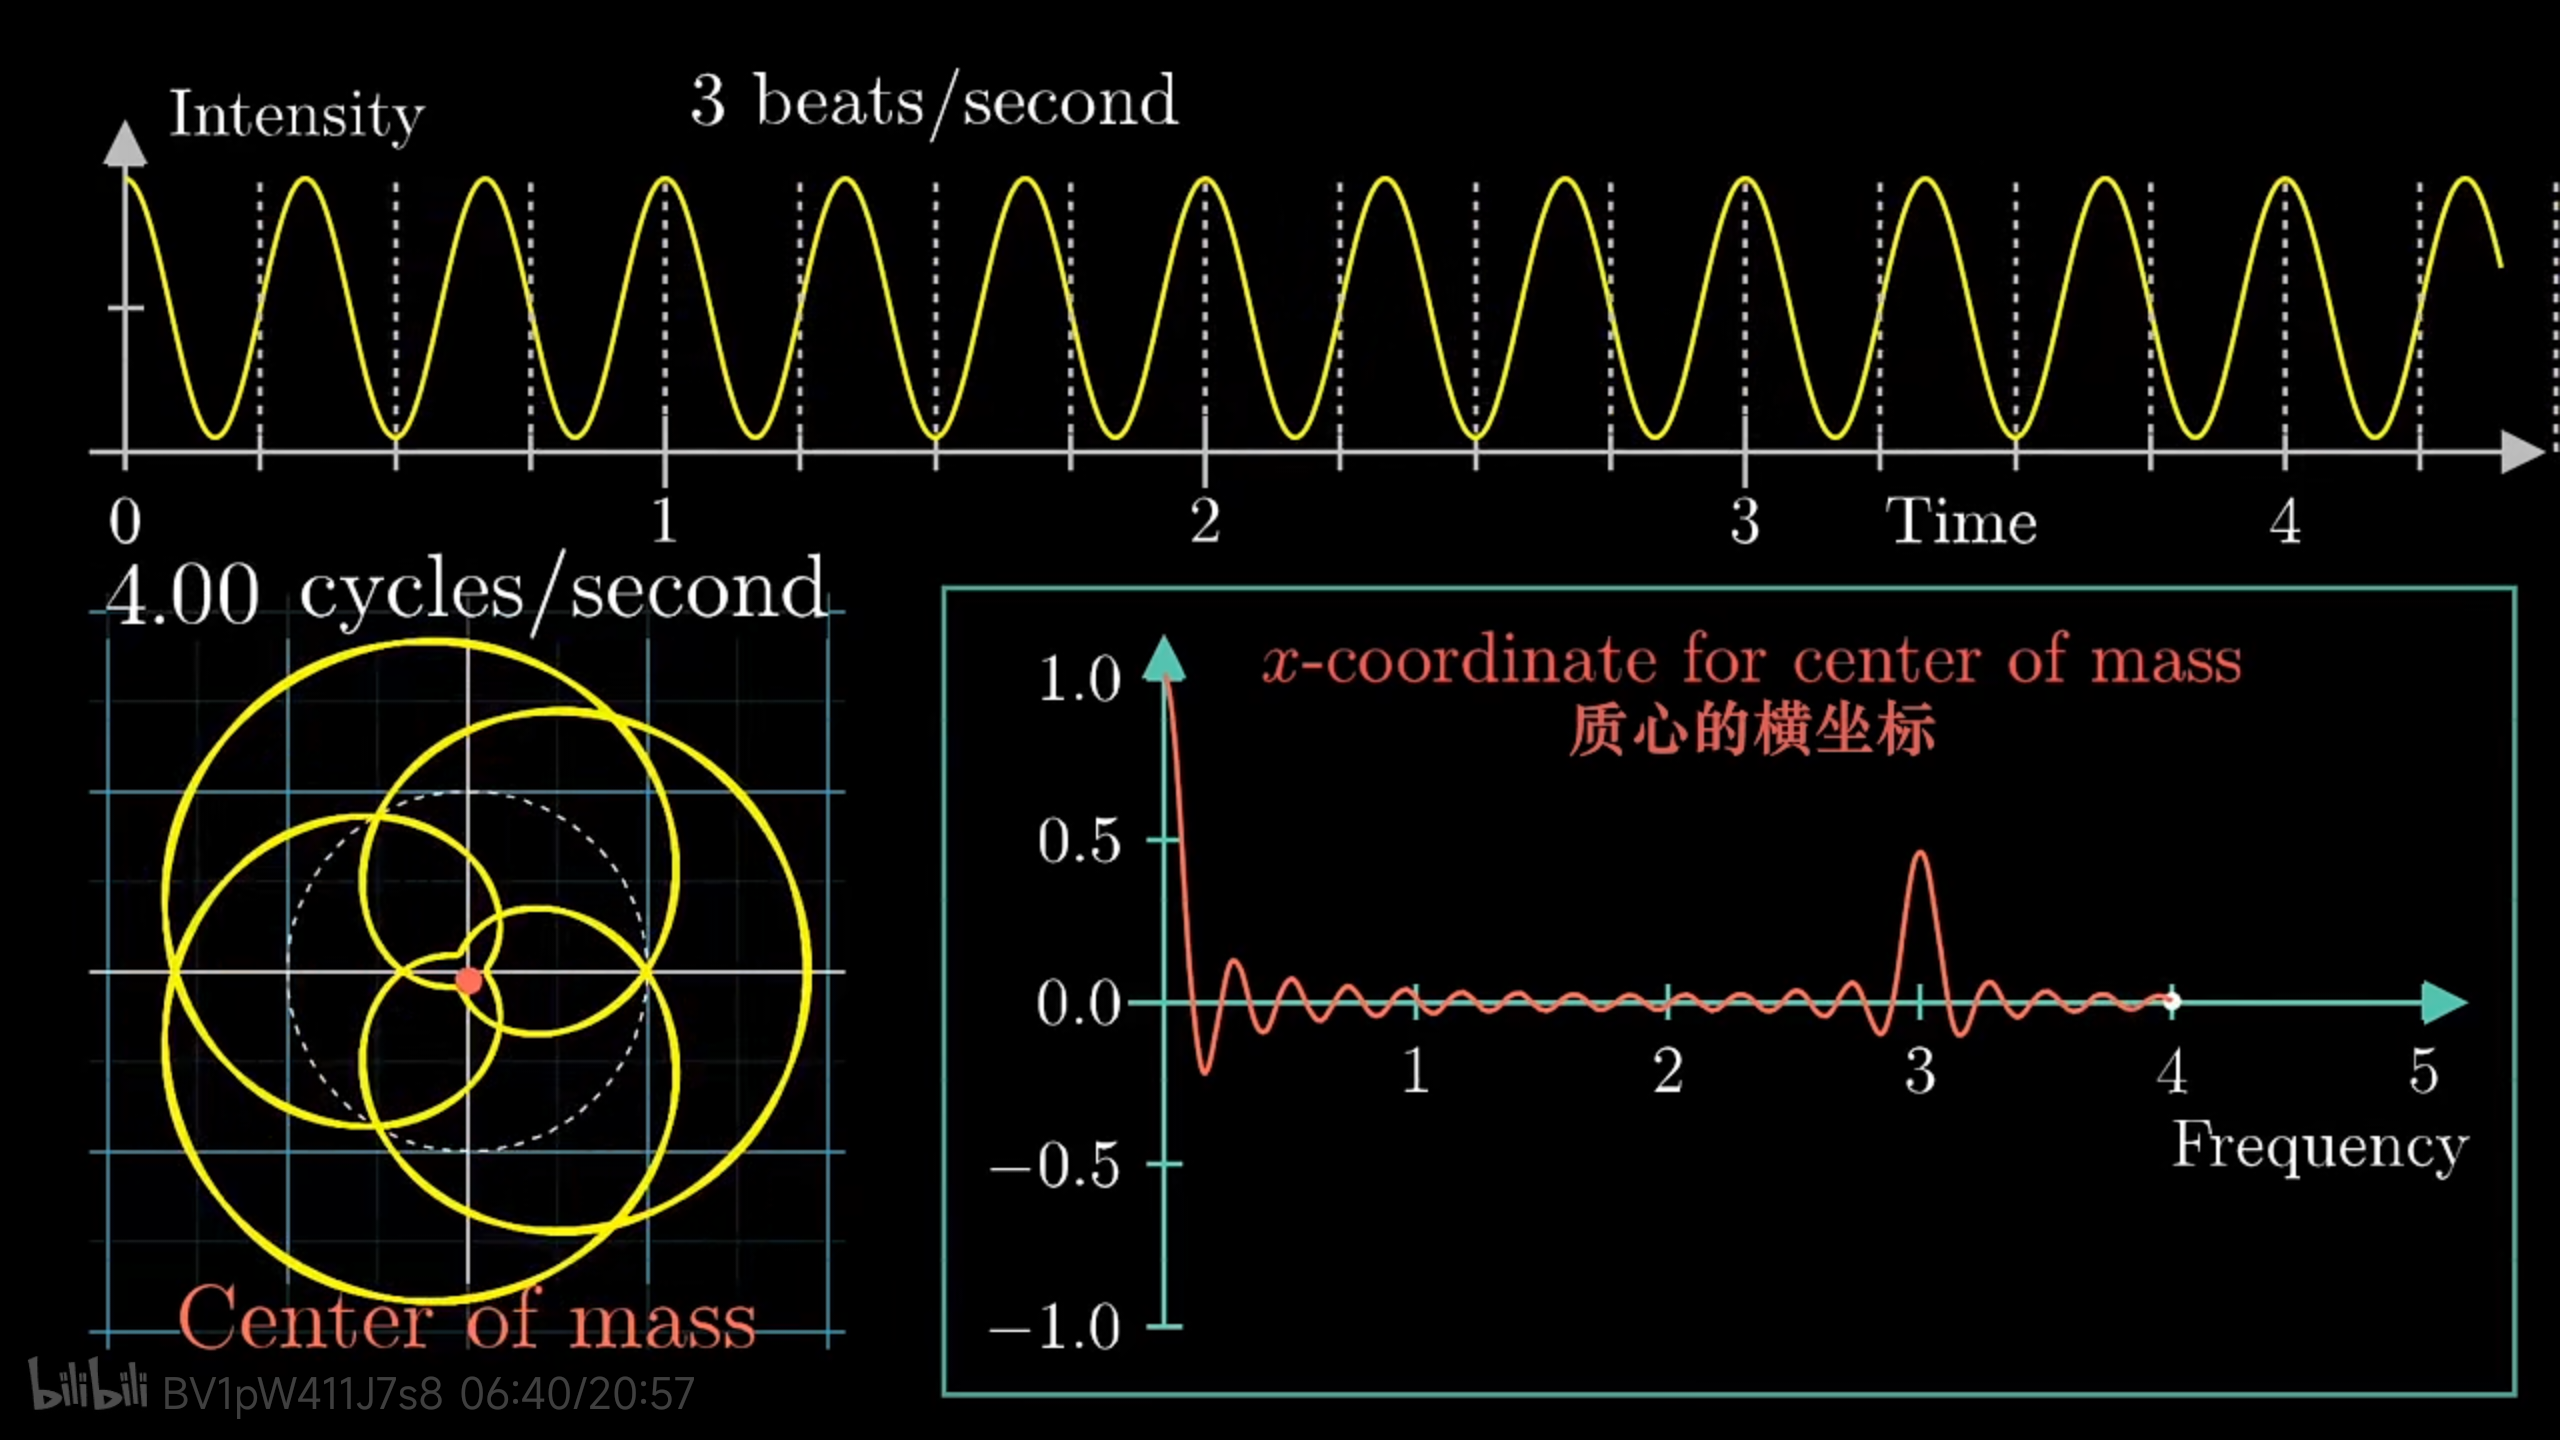 Intensity
3 beats/second
0 1 2 3 Time 4
4.00 cycles/second
Center of mass
x-coordinate for center of mass
质心的横坐标
1.0
0.5
0.0
−0.5
−1.0
1 2 3 4 5
Frequency
bilibili BV1pW411J7s8 06:40/20:57